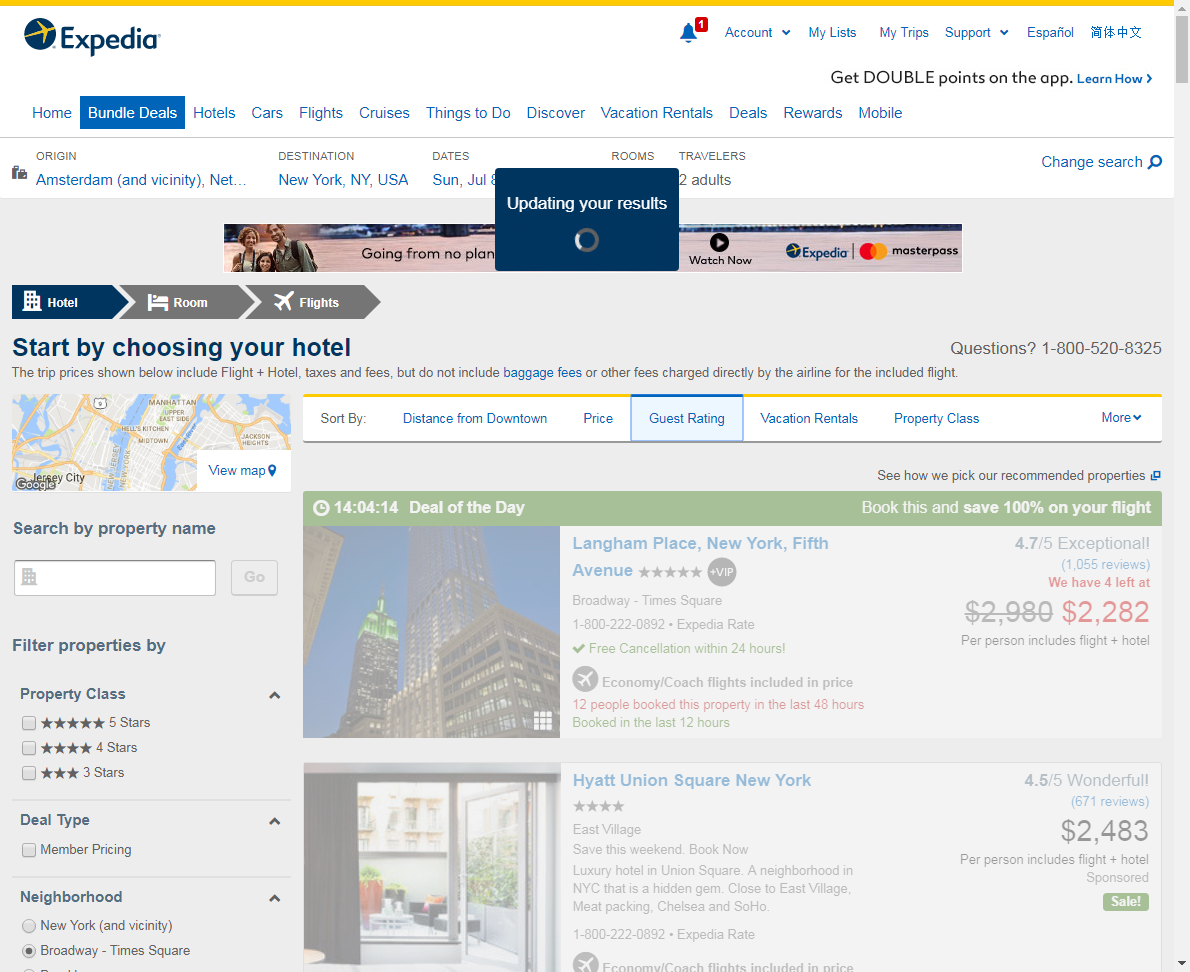 Expedia
1
Account
My Lists
My Trips
Support
Español
简体中文
Get DOUBLE points on the app. Learn How
Home
Bundle Deals
Hotels
Cars
Flights
Cruises
Things to Do
Discover
Vacation Rentals
Deals
Rewards
Mobile
ORIGIN
Amsterdam (and vicinity), Net…
DESTINATION
New York, NY, USA
DATES
Sun, Jul
ROOMS
TRAVELERS
2 adults
Change search
Updating your results
Going from no plan
Watch Now
Expedia
masterpass
Hotel
Room
Flights
Start by choosing your hotel
Questions? 1-800-520-8325
The trip prices shown below include Flight + Hotel, taxes and fees, but do not include baggage fees or other fees charged directly by the airline for the included flight.
9
MANHATTAN
UPPER EAST SIDE
HELL'S KITCHEN
MIDTOWN
JACKSON HEIGHTS
NEW JERSEY
NEW YORK
East River
Jersey City
Google
View map
Sort By:
Distance from Downtown
Price
Guest Rating
Vacation Rentals
Property Class
More
See how we pick our recommended properties
Search by property name
Go
Filter properties by
Property Class
★★★★★ 5 Stars
★★★★ 4 Stars
★★★ 3 Stars
Deal Type
Member Pricing
Neighborhood
New York (and vicinity)
Broadway - Times Square
14:04:14 Deal of the Day
Book this and save 100% on your flight
Langham Place, New York, Fifth
Avenue ★★★★★ +VIP
Broadway - Times Square
1-800-222-0892 • Expedia Rate
Free Cancellation within 24 hours!
Economy/Coach flights included in price
12 people booked this property in the last 48 hours
Booked in the last 12 hours
4.7/5 Exceptional!
(1,055 reviews)
We have 4 left at
$2,980 $2,282
Per person includes flight + hotel
Hyatt Union Square New York
★★★★
East Village
Save this weekend. Book Now
Luxury hotel in Union Square. A neighborhood in
NYC that is a hidden gem. Close to East Village,
Meat packing, Chelsea and SoHo.
1-800-222-0892 • Expedia Rate
Economy/Coach flights included in price
4.5/5 Wonderful!
(671 reviews)
$2,483
Per person includes flight + hotel
Sponsored
Sale!